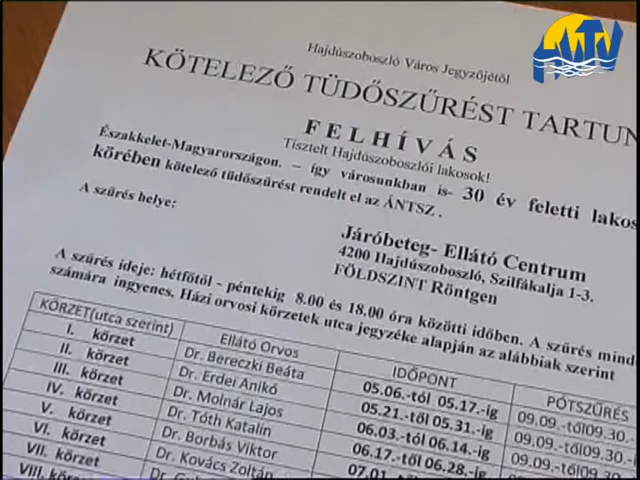 Hajdúszoboszló Város Jegyzőjétől
KÖTELEZŐ TÜDŐSZŰRÉST TARTUN
FELHÍVÁS
Tisztelt Hajdúszoboszlói lakosok!
Északkelet-Magyarországon. – így városunkban is- 30 év feletti lakos
körében kötelező tüdőszűrést rendelt el az ÁNTSZ.
A szűrés helye:
Járóbeteg- Ellátó Centrum
4200 Hajdúszoboszló, Szilfákalja 1-3.
FÖLDSZINT Röntgen
A szűrés ideje: hétfőtől - péntekig 8.00 és 18.00 óra közötti időben. A szűrés mind
számára ingyenes, Házi orvosi körzetek utca jegyzéke alapján az alábbiak szerint
KÖRZET(utca szerint) Ellátó Orvos IDŐPONT PÓTSZŰRÉS
I. körzet Dr. Bereczki Beáta 05.06.-tól 05.17.-ig 09.09.-től09.30.-
II. körzet Dr. Erdei Anikó 05.21.-től 05.31-ig 09.09.-től09.30.-
III. körzet Dr. Molnár Lajos 06.03.-tól 06.14.-ig 09.09.-től09.30.-i
IV. körzet Dr. Tóth Katalin 06.17.-től 06.28.-ig 09.09.-től09.30.
V. körzet Dr. Borbás Viktor 07.01.
VI. körzet Dr. Kovács Zoltán
VII. körzet
VIII. körzet